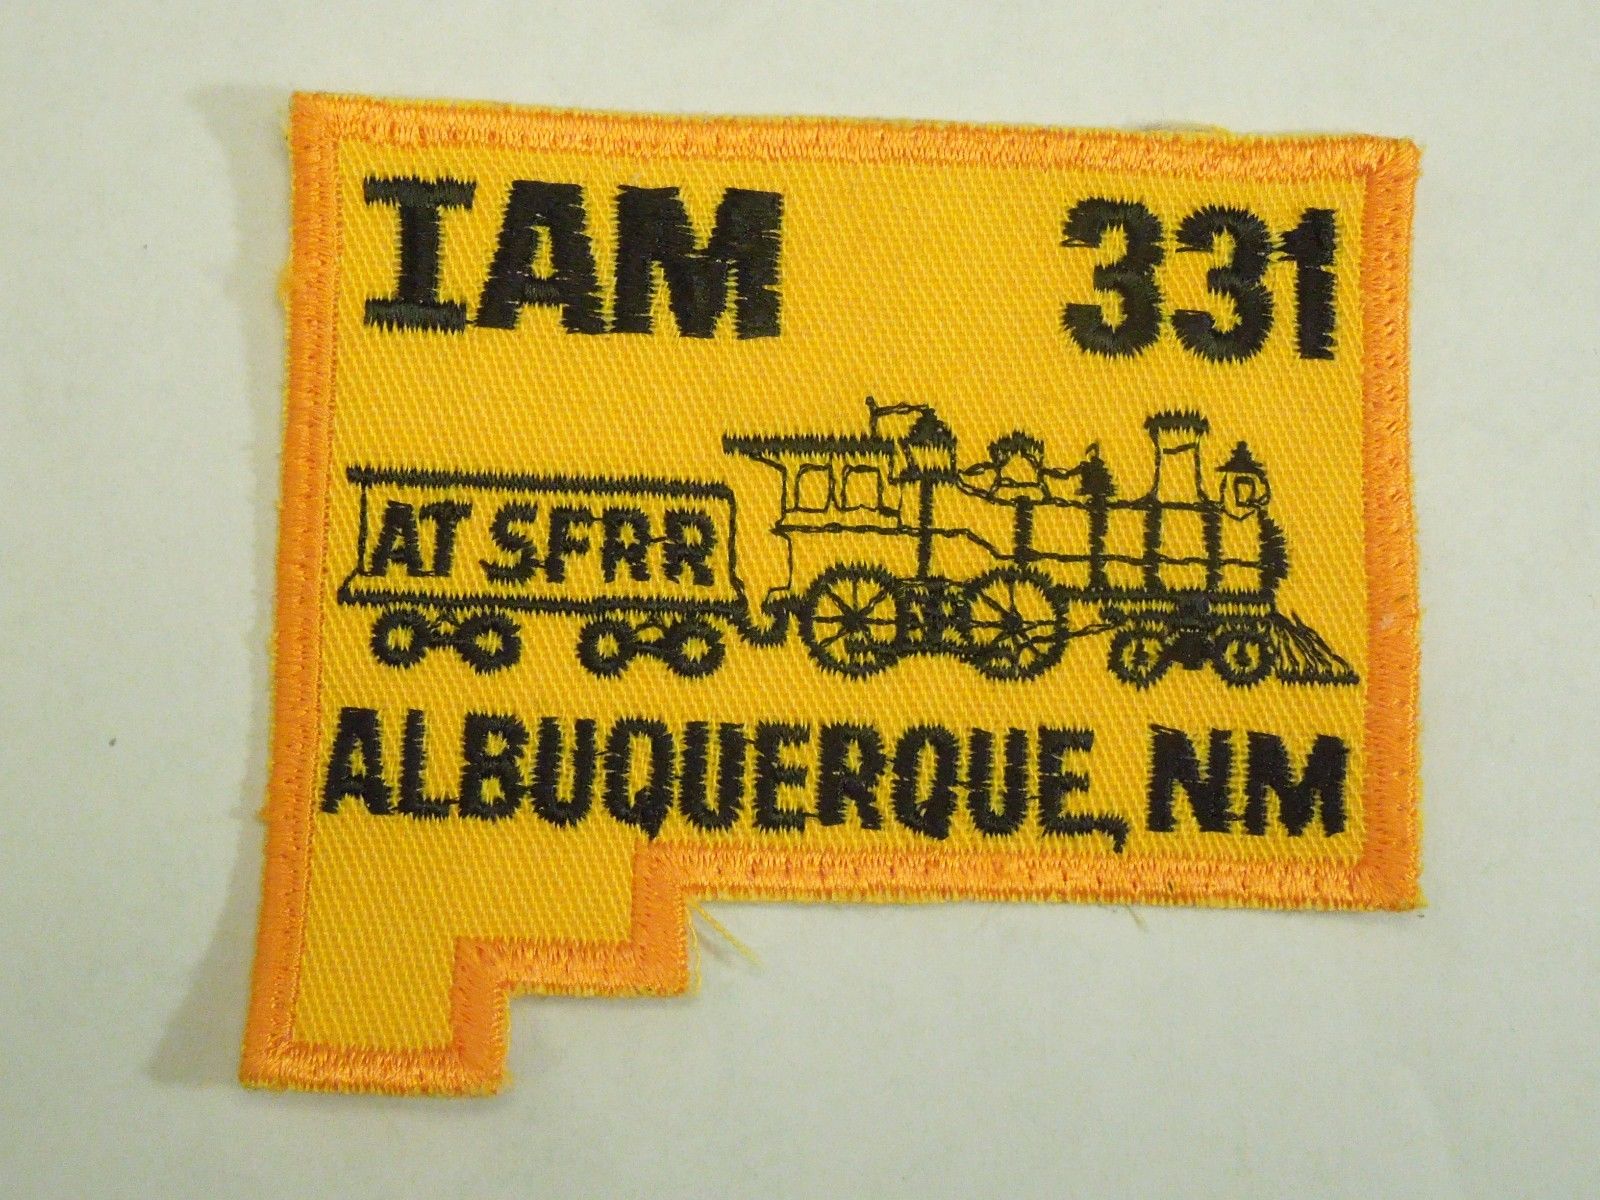 IAM 331
AT SFRR
ALBUQUERQUE, NM